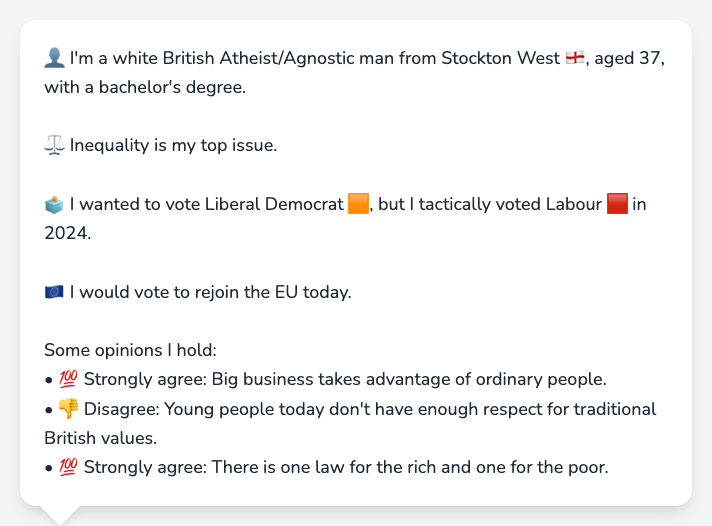 👤 I'm a white British Atheist/Agnostic man from Stockton West 🏴󠁧󠁢󠁥󠁮󠁧󠁿, aged 37,
with a bachelor's degree.
⚖️ Inequality is my top issue.
🗳️ I wanted to vote Liberal Democrat 🟧, but I tactically voted Labour 🟥 in
2024.
🇪🇺 I would vote to rejoin the EU today.
Some opinions I hold:
• 💯 Strongly agree: Big business takes advantage of ordinary people.
• 👎 Disagree: Young people today don't have enough respect for traditional
British values.
• 💯 Strongly agree: There is one law for the rich and one for the poor.